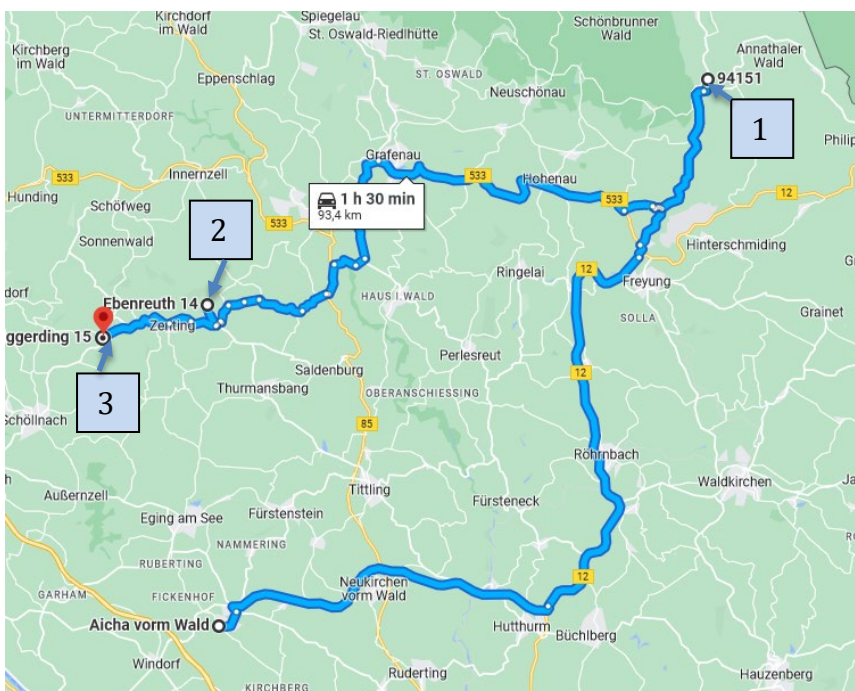 Kirchdorf
im Wald
Spiegelau
St. Oswald-Riedlhütte
Schönbrunner
Wald
Kirchberg
im Wald
Annathaler
Wald
Eppenschlag
ST. OSWALD
94151
Neuschönau
UNTERMITTERDORF
1
Philip
Grafenau
533
Innernzell
533
Hohenau
533
12
Hunding
Schöfweg
1 h 30 min
93,4 km
2
533
Sonnenwald
Hinterschmiding
12
Ringelai
Freyung
dorf
Ebenreuth 14
HAUS I. WALD
Grainet
SOLLA
ggerding 15
Zenting
Perlesreut
Saldenburg
12
3
Thurmansbang
OBERANSCHIESSING
Schöllnach
85
Röhrnbach
Waldkirchen
Außernzell
Tittling
Fürsteneck
Eging am See
Fürstenstein
NAMMERING
RUBERTING
12
GARHAM
FICKENHOF
Neukirchen
vorm Wald
Aicha vorm Wald
Hutthurm
Büchlberg
Windorf
Ruderting
Hauzenberg
KIRCHBERG